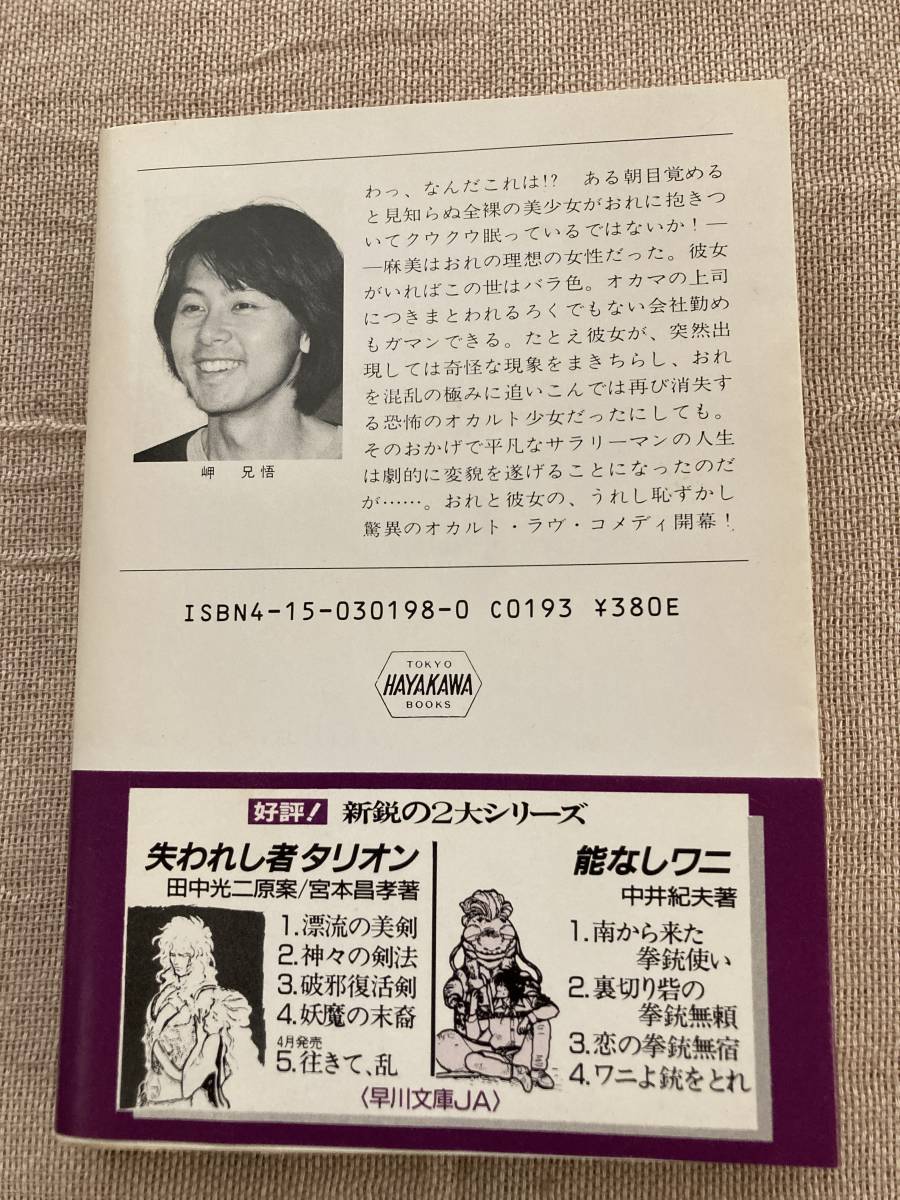 わっ、なんだこれは!?　ある朝目覚める
と見知らぬ全裸の美少女がおれに抱きつ
いてクウクウ眠っているではないか！―
―麻美はおれの理想の女性だった。彼女
がいればこの世はバラ色。オカマの上司
につきまとわれるろくでもない会社勤め
もガマンできる。たとえ彼女が、突然出
現しては奇怪な現象をまきちらし、おれ
を混乱の極みに追いこんでは再び消失す
る恐怖のオカルト少女だったにしても。
そのおかげで平凡なサラリーマンの人生
は劇的に変貌を遂げることになったのだ
が……。おれと彼女の、うれし恥ずかし
驚異のオカルト・ラヴ・コメディ開幕！
岬　兄悟
ISBN4-15-030198-0 C0193 ¥380E
TOKYO
HAYAKAWA
BOOKS
好評！ 新鋭の2大シリーズ
失われし者タリオン
田中光二原案/宮本昌孝著
1.漂流の美剣
2.神々の剣法
3.破邪復活剣
4.妖魔の末裔
4月発売
5.往きて、乱
能なしワニ
中井紀夫著
1.南から来た
拳銃使い
2.裏切り砦の
拳銃無頼
3.恋の拳銃無宿
4.ワニよ銃をとれ
〈早川文庫JA〉